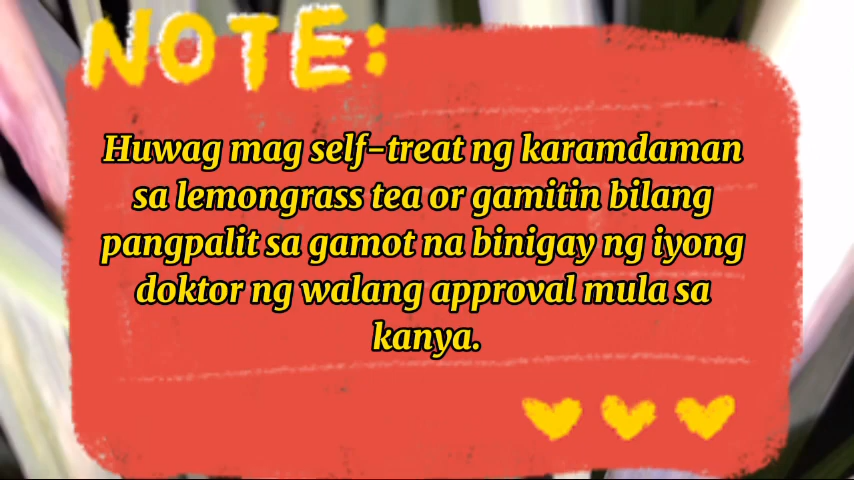 NOTE:
Huwag mag self-treat ng karamdaman
sa lemongrass tea or gamitin bilang
pangpalit sa gamot na binigay ng iyong
doktor ng walang approval mula sa
kanya.